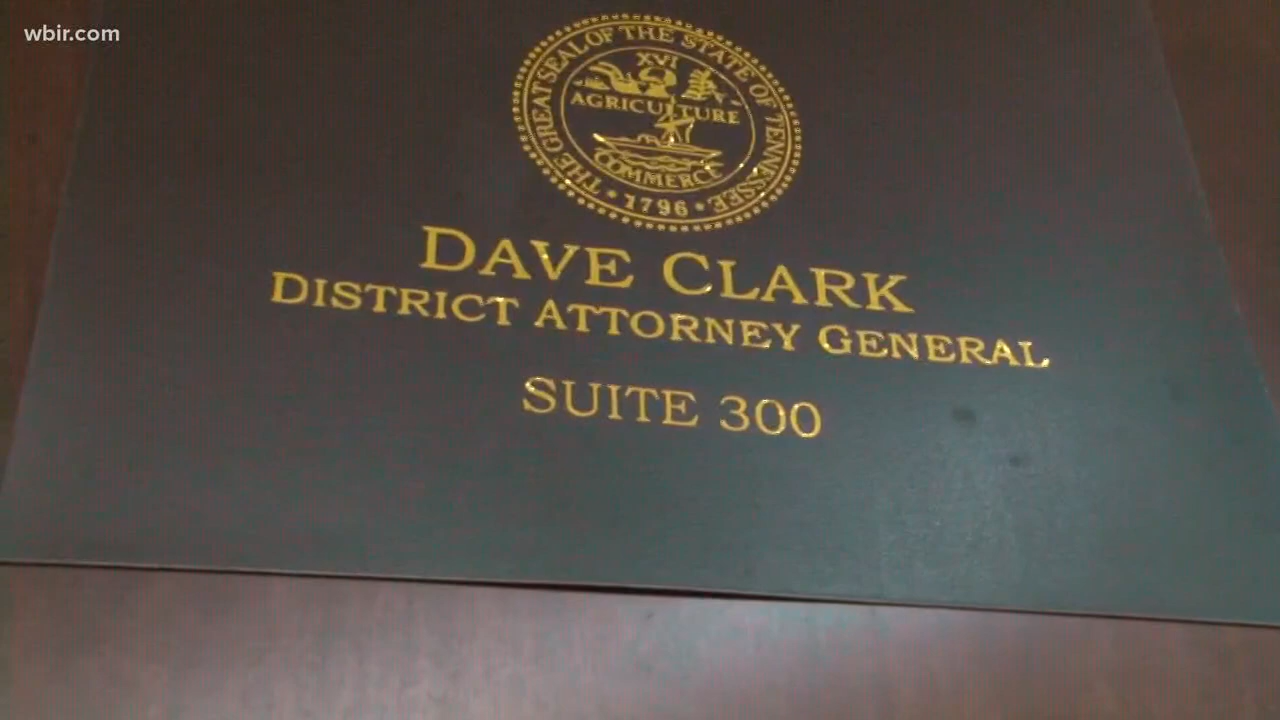 wbir.com
THE GREAT SEAL OF THE STATE OF TENNESSEE
XVI
AGRICULTURE
COMMERCE
• 1796 •
DAVE CLARK
DISTRICT ATTORNEY GENERAL
SUITE 300